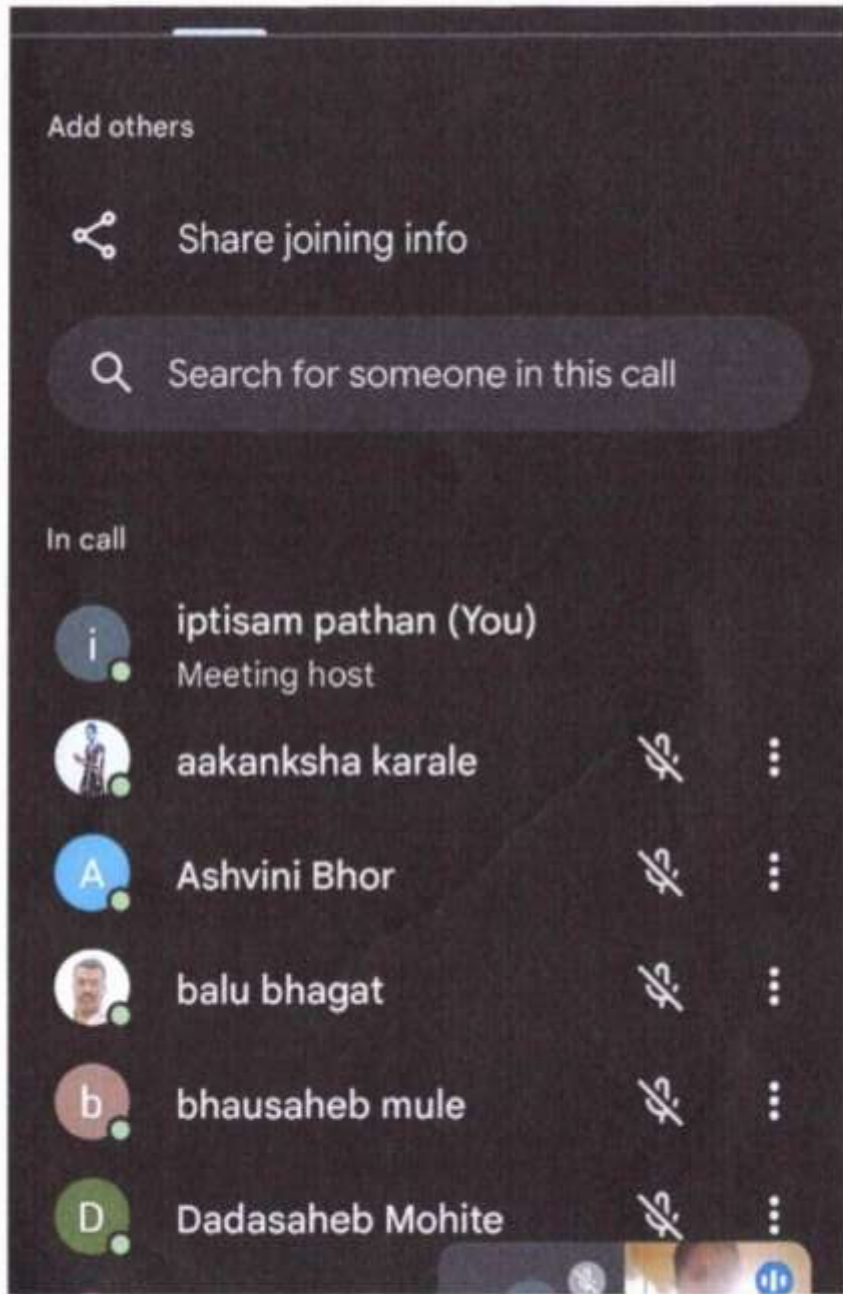 Add others
Share joining info
Search for someone in this call
In call
i
iptisam pathan (You)
Meeting host
aakanksha karale
A
Ashvini Bhor
balu bhagat
b
bhausaheb mule
D
Dadasaheb Mohite